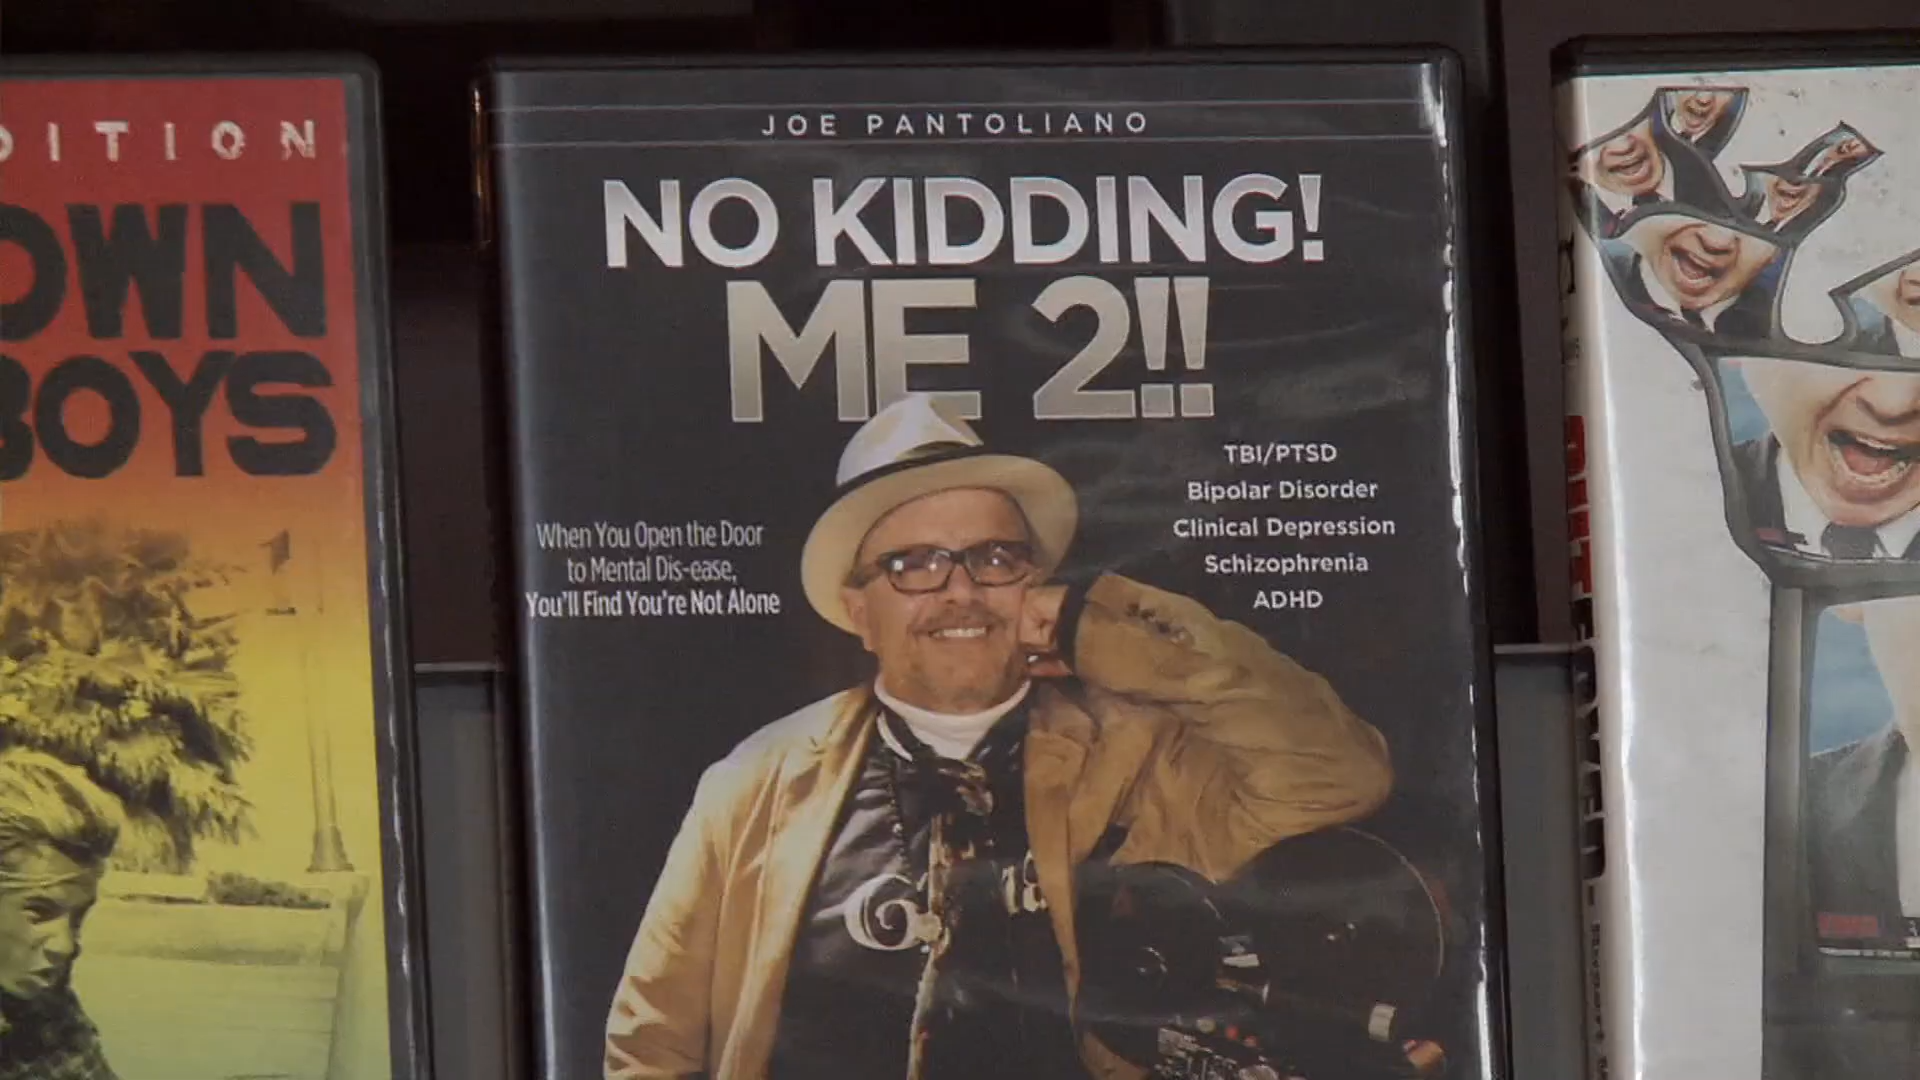 DITION
OWN
BOYS
JOE PANTOLIANO
NO KIDDING!
ME 2!!
When You Open the Door
to Mental Dis-ease,
You'll Find You're Not Alone
TBI/PTSD
Bipolar Disorder
Clinical Depression
Schizophrenia
ADHD